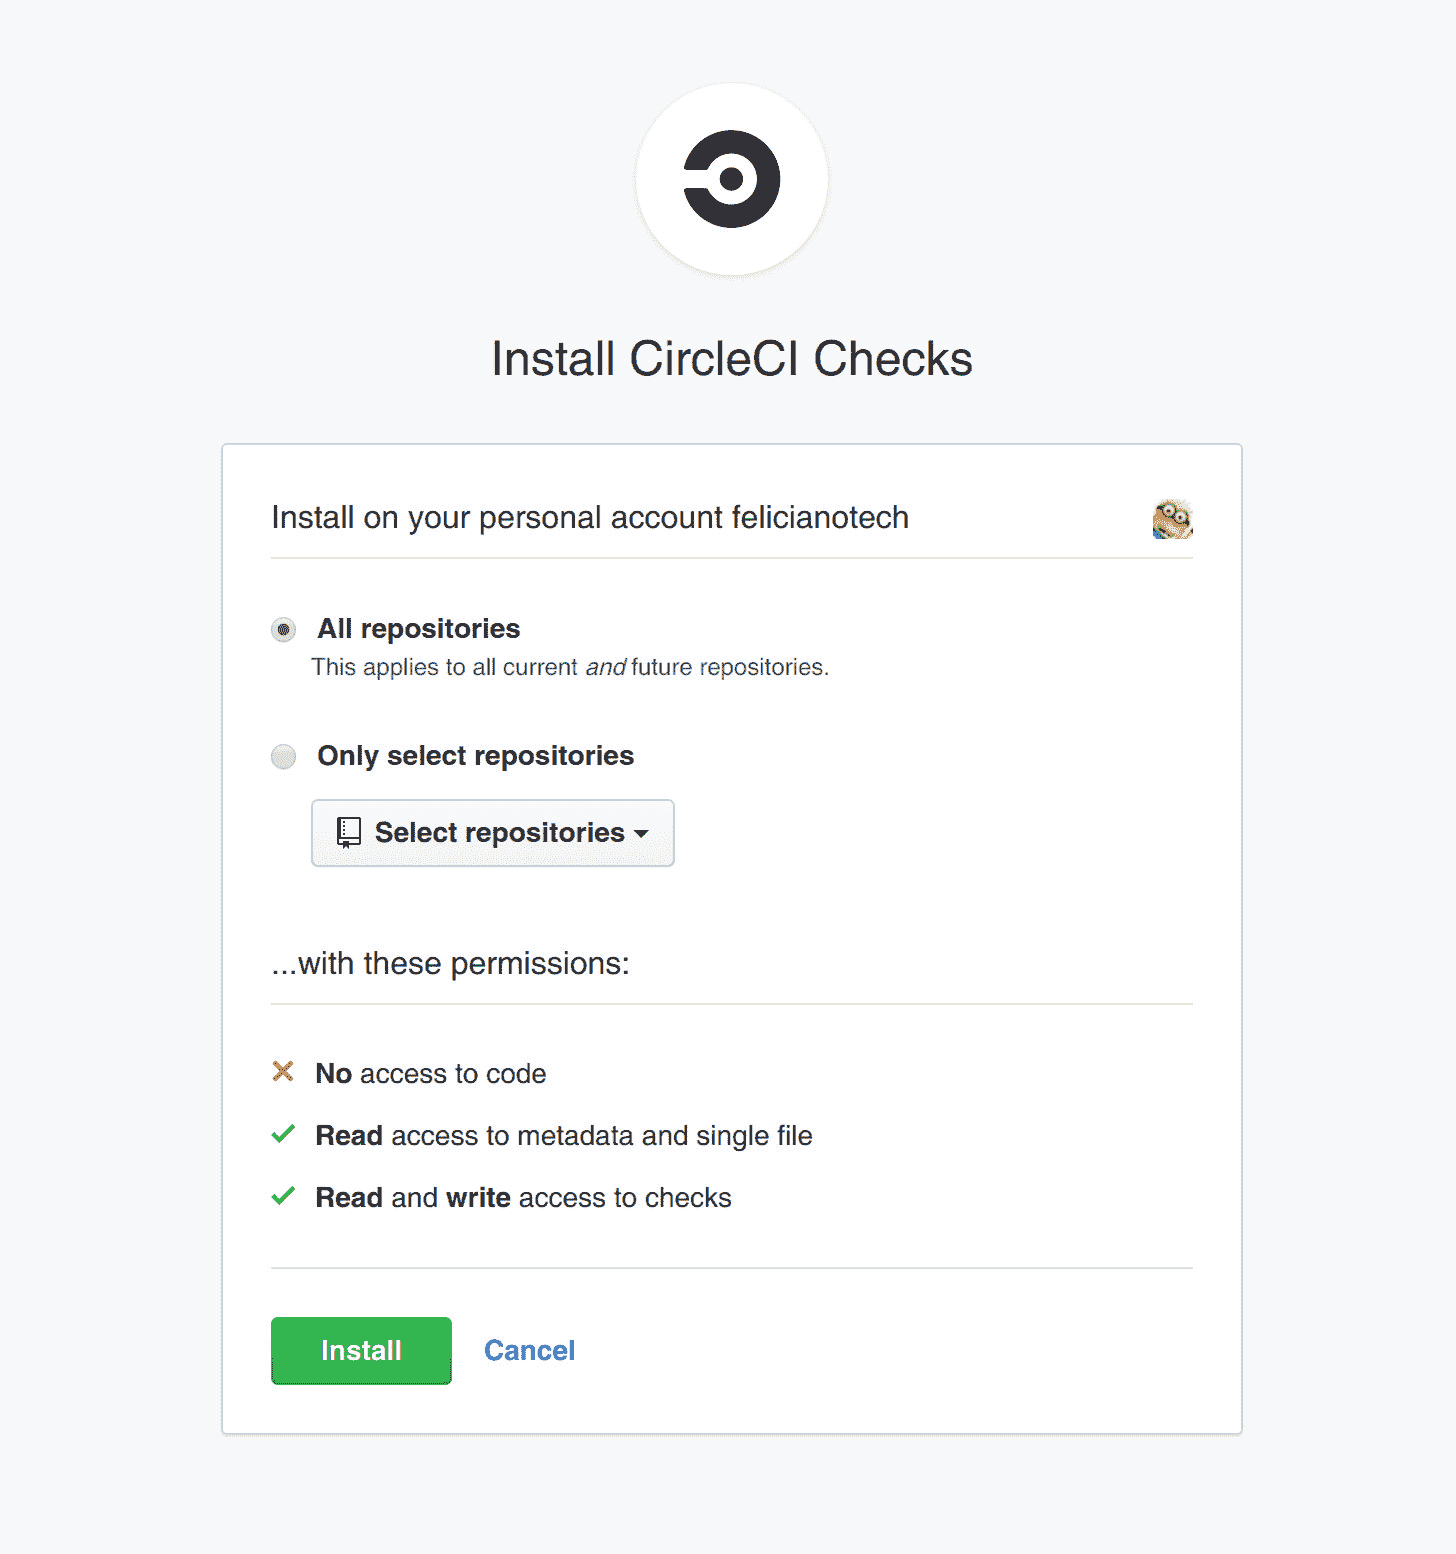 Install CircleCI Checks
Install on your personal account felicianotech
All repositories
This applies to all current and future repositories.
Only select repositories
Select repositories
...with these permissions:
No access to code
Read access to metadata and single file
Read and write access to checks
Install Cancel